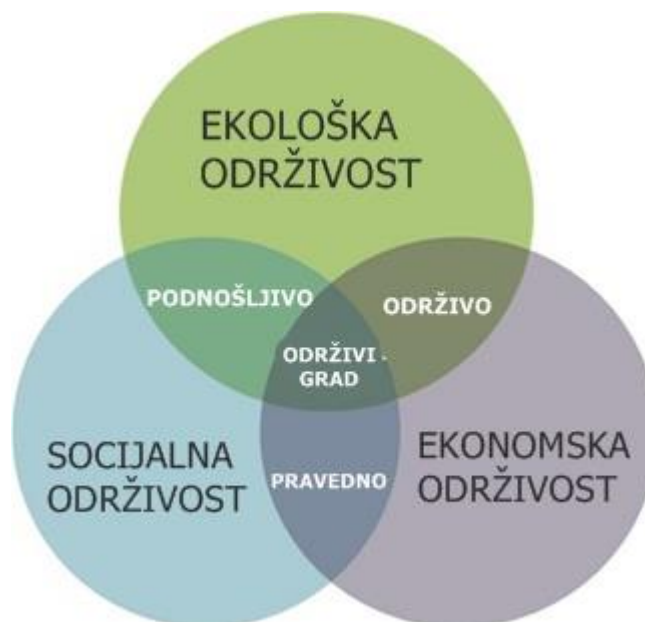 EKOLOŠKA
ODRŽIVOST
PODNOŠLJIVO
ODRŽIVO
ODRŽIVI -
GRAD
SOCIJALNA
ODRŽIVOST
PRAVEDNO
EKONOMSKA
ODRŽIVOST